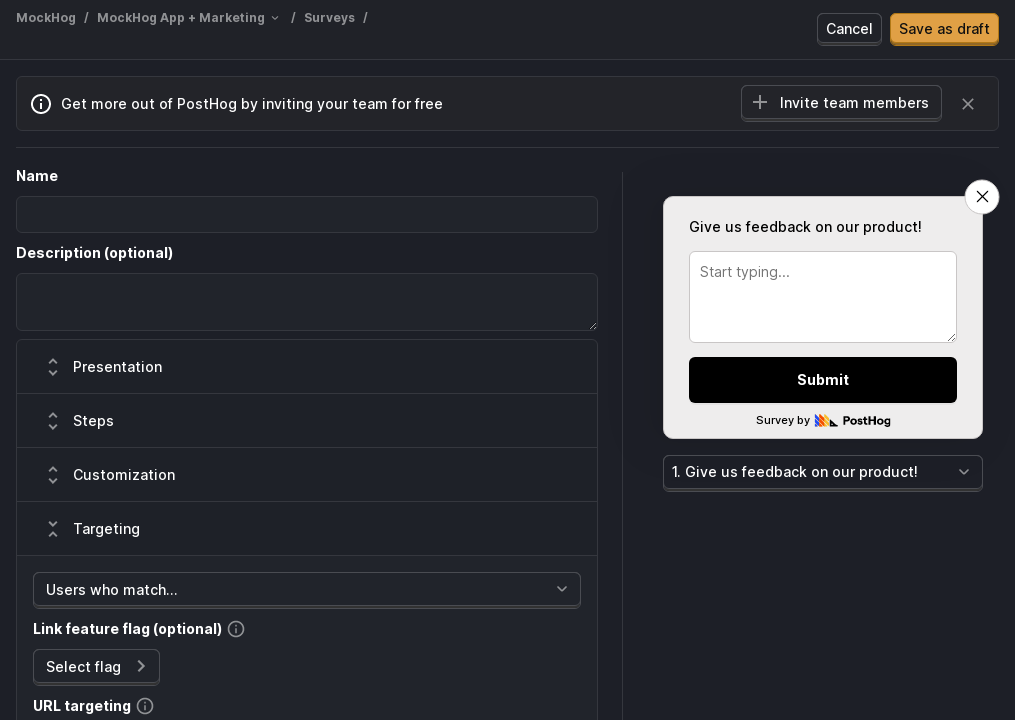 MockHog / MockHog App + Marketing / Surveys /
Cancel
Save as draft
Get more out of PostHog by inviting your team for free
Invite team members
Name
Description (optional)
Presentation
Steps
Customization
Targeting
Users who match...
Link feature flag (optional)
Select flag
URL targeting
Give us feedback on our product!
Start typing...
Submit
Survey by PostHog
1. Give us feedback on our product!